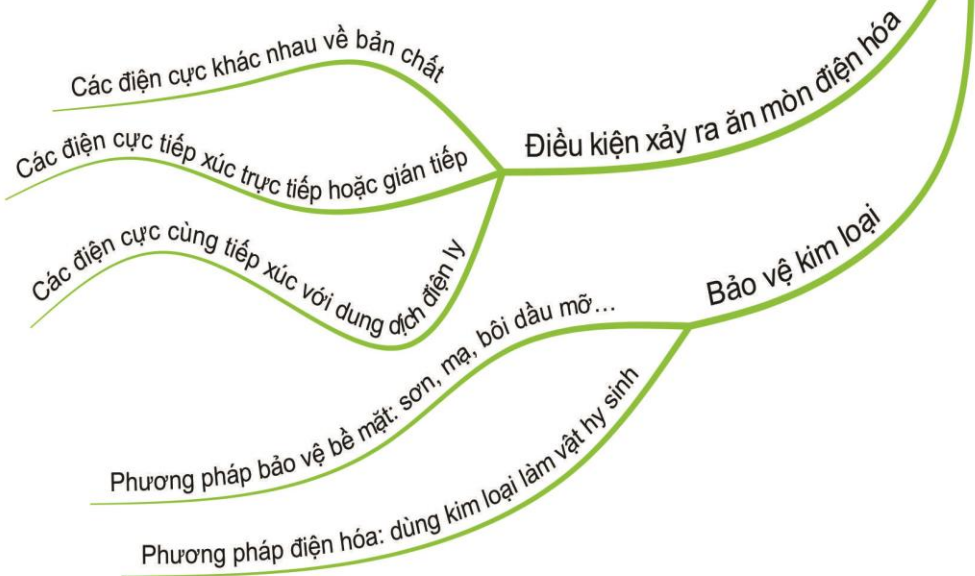 Điều kiện xảy ra ăn mòn điện hóa
Các điện cực khác nhau về bản chất
Các điện cực tiếp xúc trực tiếp hoặc gián tiếp
Các điện cực cùng tiếp xúc với dung dịch điện ly
Bảo vệ kim loại
Phương pháp bảo vệ bề mặt: sơn, mạ, bôi dầu mỡ...
Phương pháp điện hóa: dùng kim loại làm vật hy sinh